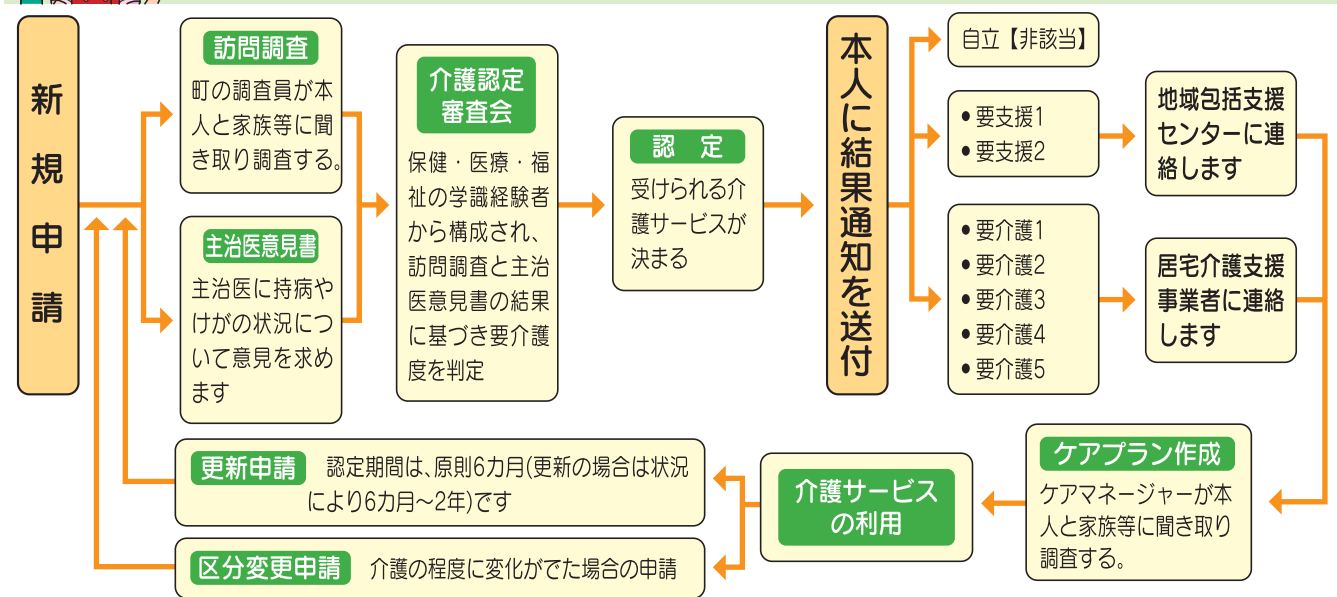 新規申請
訪問調査
町の調査員が本
人と家族等に聞
き取り調査する。
主治医意見書
主治医に持病や
けがの状況につ
いて意見を求め
ます
介護認定
審査会
保健・医療・福
祉の学識経験者
から構成され、
訪問調査と主治
医意見書の結果
に基づき要介護
度を判定
認定
受けられる介
護サービスが
決まる
本人に結果通知を送付
自立【非該当】
●要支援1
●要支援2
地域包括支援
センターに連
絡します
●要介護1
●要介護2
●要介護3
●要介護4
●要介護5
居宅介護支援
事業者に連絡
します
ケアプラン作成
ケアマネージャーが本
人と家族等に聞き取り
調査する。
介護サービス
の利用
更新申請 認定期間は、原則6カ月(更新の場合は状況
により6カ月～2年)です
区分変更申請 介護の程度に変化がでた場合の申請